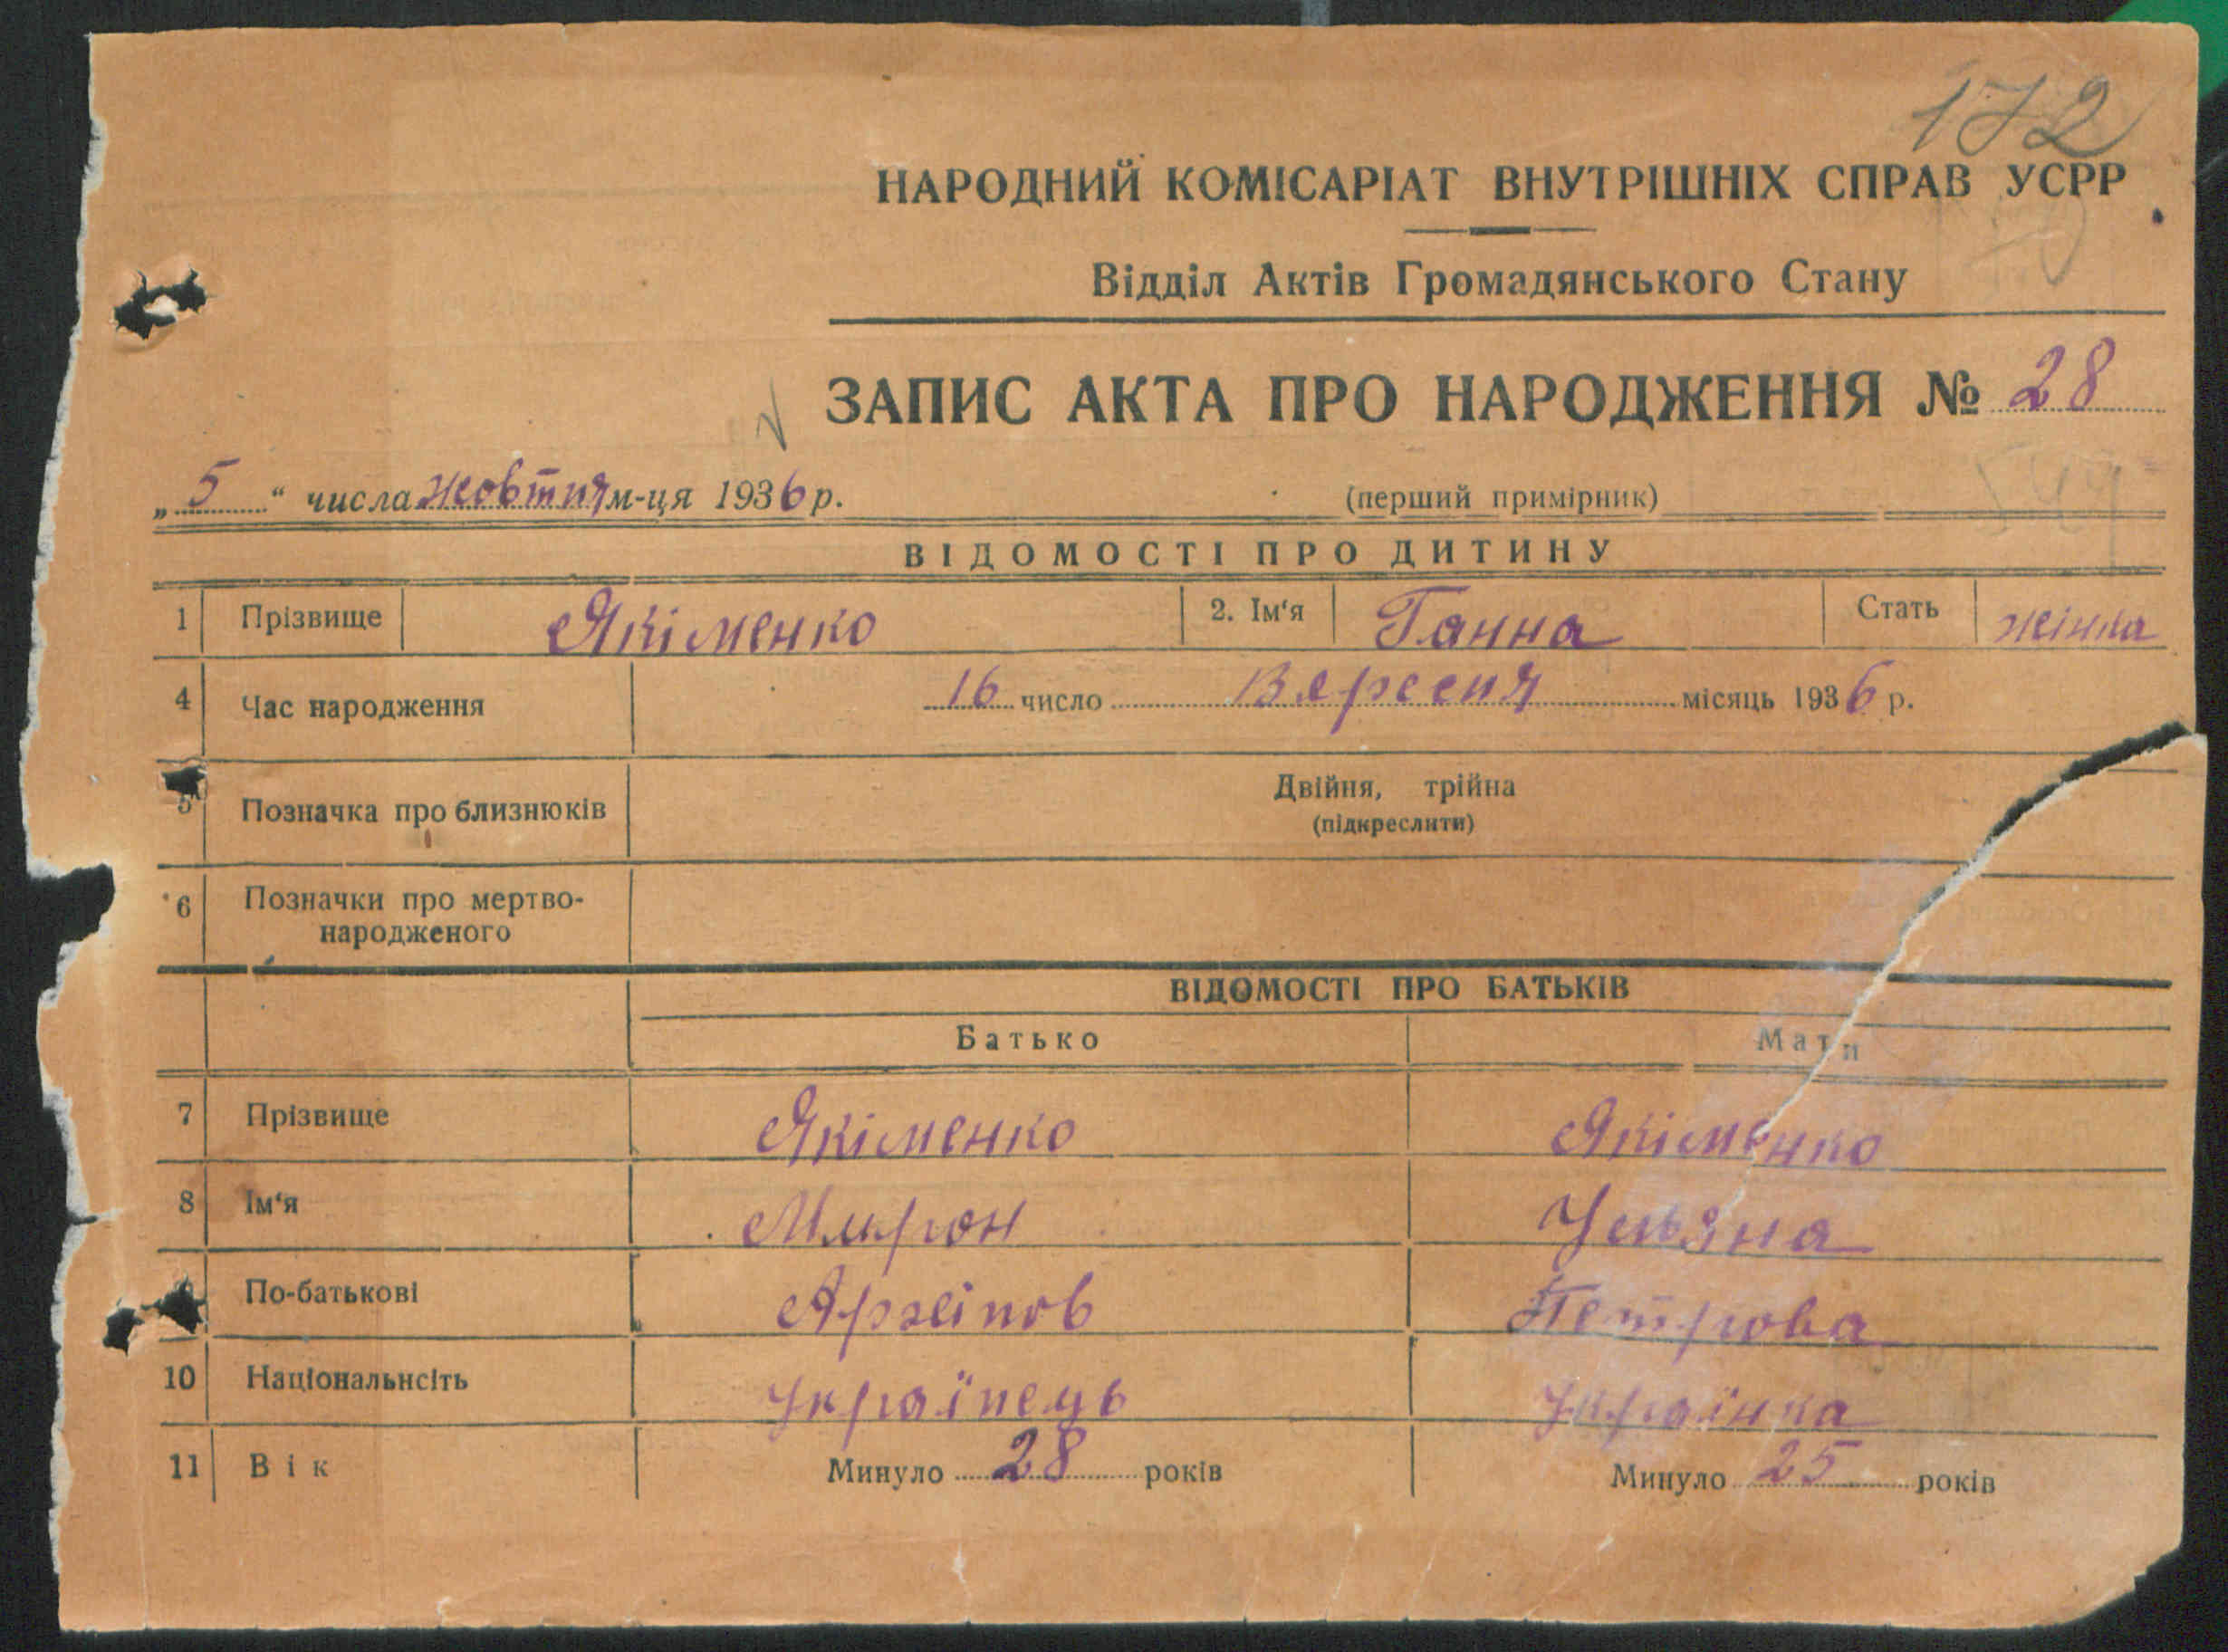 172
НАРОДНИЙ КОМІСАРІАТ ВНУТРІШНІХ СПРАВ УСРР
Відділ Актів Громадянського Стану
ЗАПИС АКТА ПРО НАРОДЖЕННЯ № 28
„5“ числа жовтня м-ця 1936 р. (перший примірник)
ВІДОМОСТІ ПРО ДИТИНУ
1 Прізвище Якіменко 2. Ім‘я Ганна Стать жінка
4 Час народження 16 число Вересня місяць 1936 р.
5 Позначка про близнюків Двійня, трійна
(підкреслити)
6 Позначки про мертво-
народженого
ВІДОМОСТІ ПРО БАТЬКІВ
Батько Мати
7 Прізвище Якіменко Якіменко
8 Ім‘я Мирон Ульяна
По-батькові Архіпов Петрова
10 Національнсіть Українець Українка
11 Вік Минуло 28 років Минуло 25 років